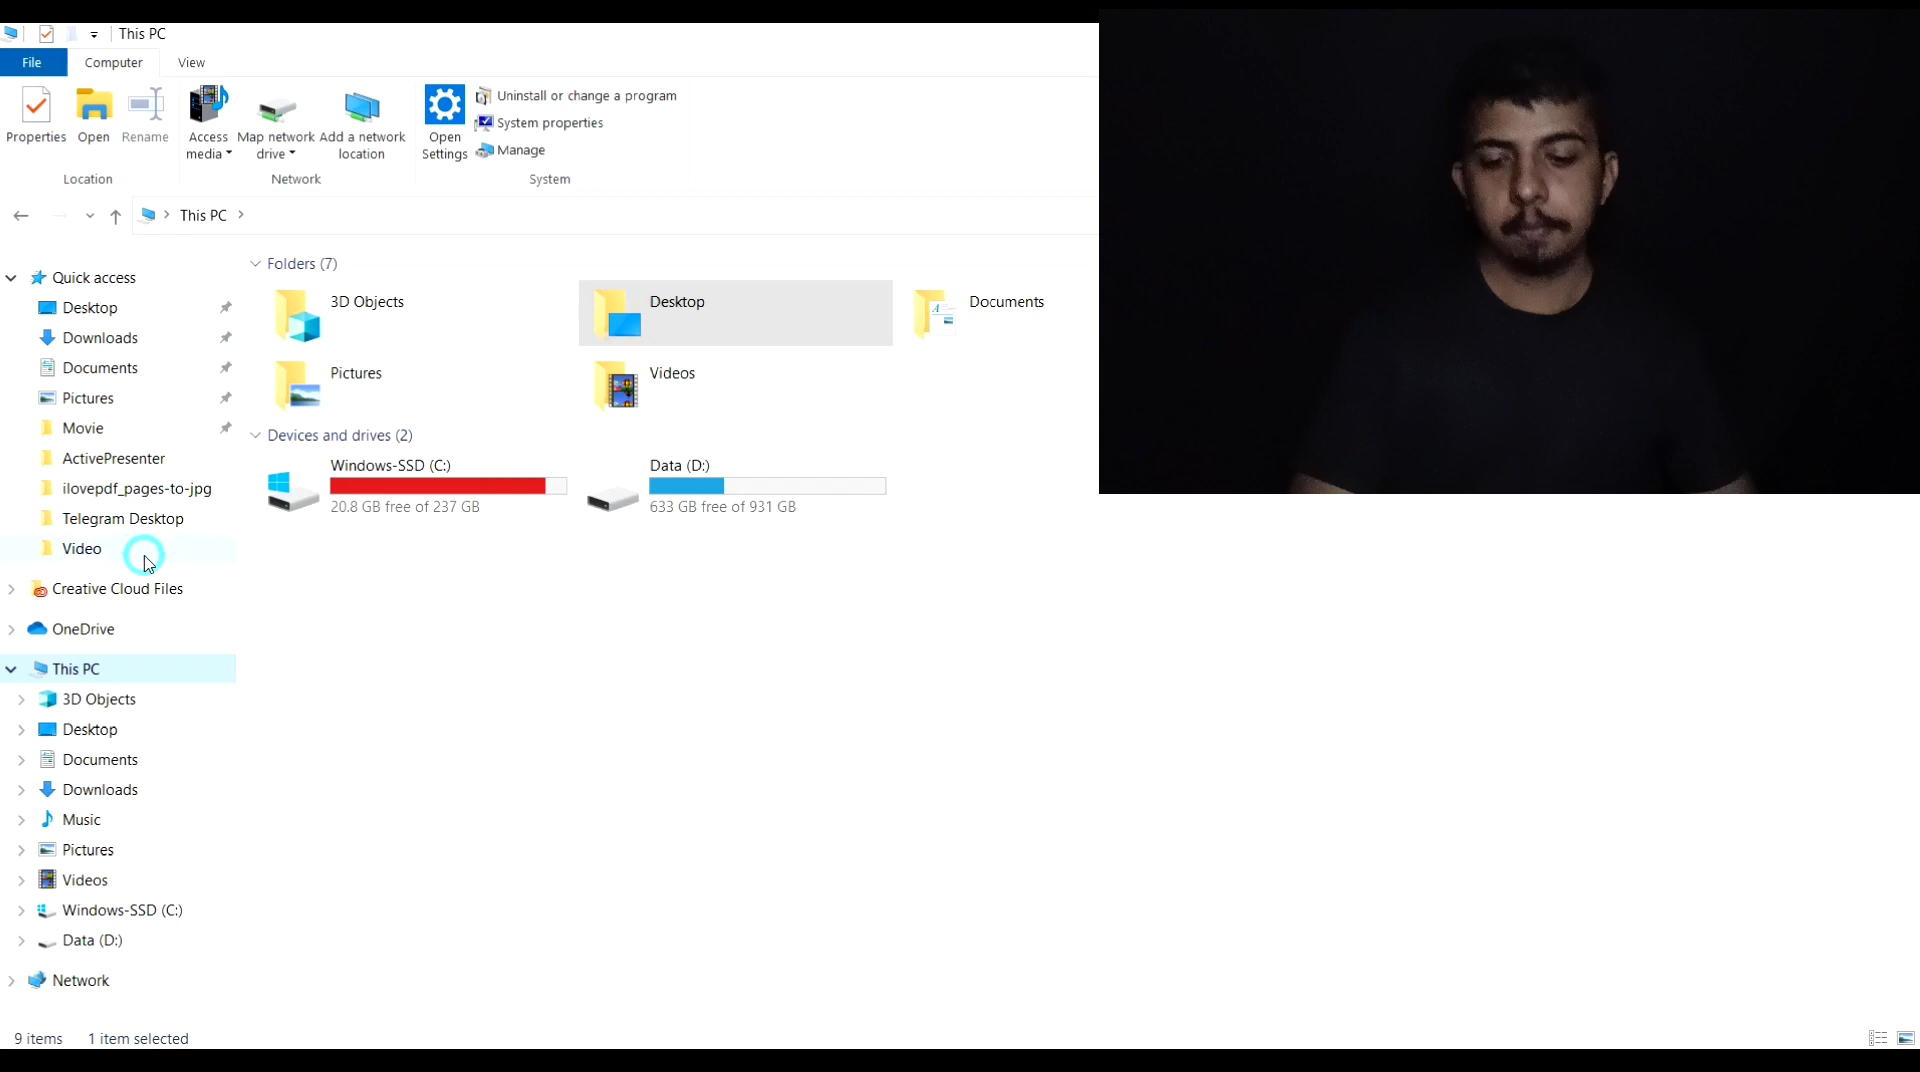 This PC
File Computer View
Properties Open Rename Access media Map network drive Add a network location Open Settings Uninstall or change a program
System properties
Manage
Location Network System
This PC
Quick access
Desktop
Downloads
Documents
Pictures
Movie
ActivePresenter
ilovepdf_pages-to-jpg
Telegram Desktop
Video
Creative Cloud Files
OneDrive
This PC
3D Objects
Desktop
Documents
Downloads
Music
Pictures
Videos
Windows-SSD (C:)
Data (D:)
Network
Folders (7)
3D Objects Desktop Documents
Pictures Videos
Devices and drives (2)
Windows-SSD (C:) Data (D:)
20.8 GB free of 237 GB 633 GB free of 931 GB
9 items 1 item selected